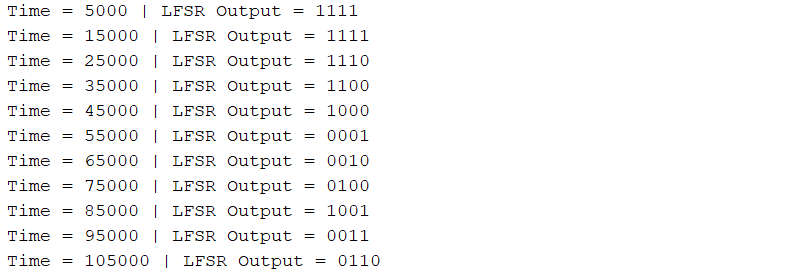 Time = 5000 | LFSR Output = 1111
Time = 15000 | LFSR Output = 1111
Time = 25000 | LFSR Output = 1110
Time = 35000 | LFSR Output = 1100
Time = 45000 | LFSR Output = 1000
Time = 55000 | LFSR Output = 0001
Time = 65000 | LFSR Output = 0010
Time = 75000 | LFSR Output = 0100
Time = 85000 | LFSR Output = 1001
Time = 95000 | LFSR Output = 0011
Time = 105000 | LFSR Output = 0110